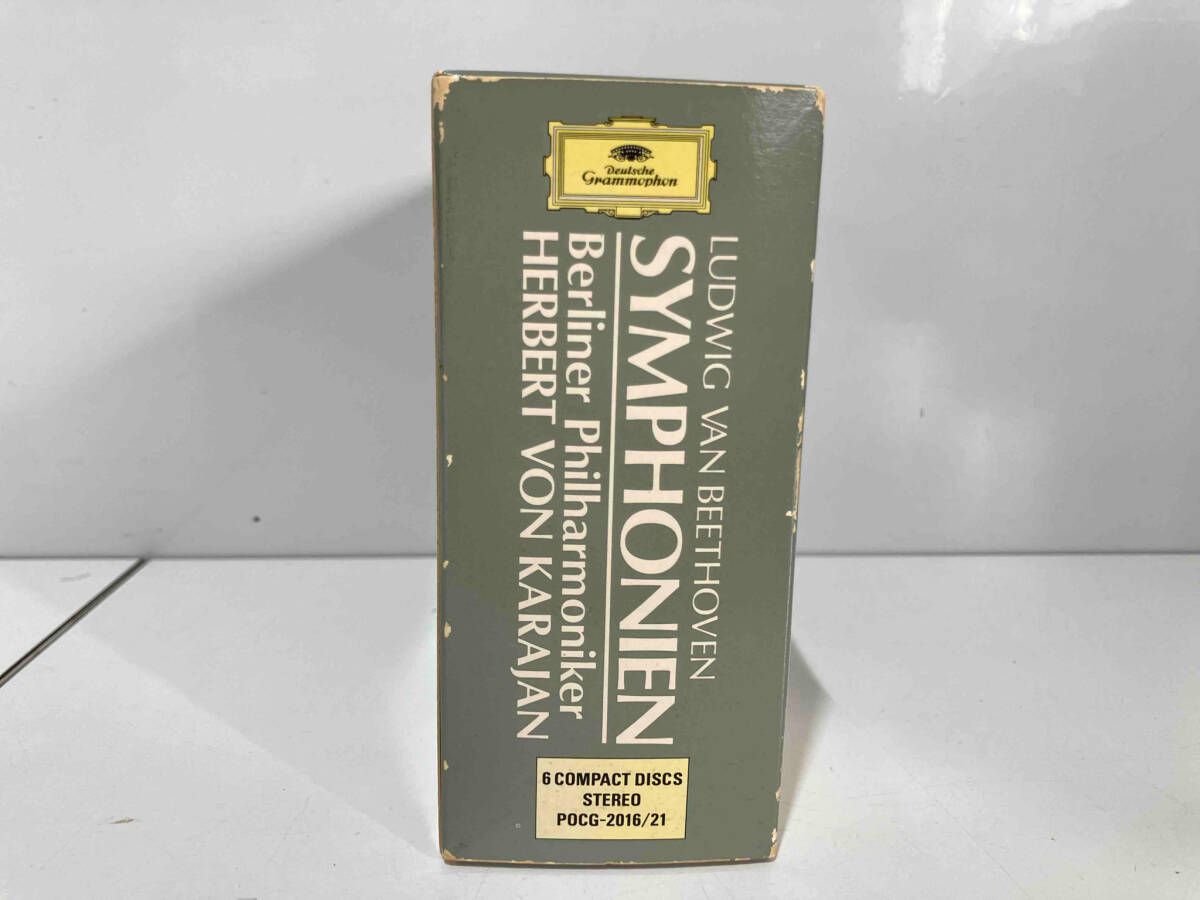 Deutsche
Grammophon
LUDWIG VAN BEETHOVEN
SYMPHONIEN
Berliner Philharmoniker
HERBERT VON KARAJAN
6 COMPACT DISCS
STEREO
POCG-2016/21